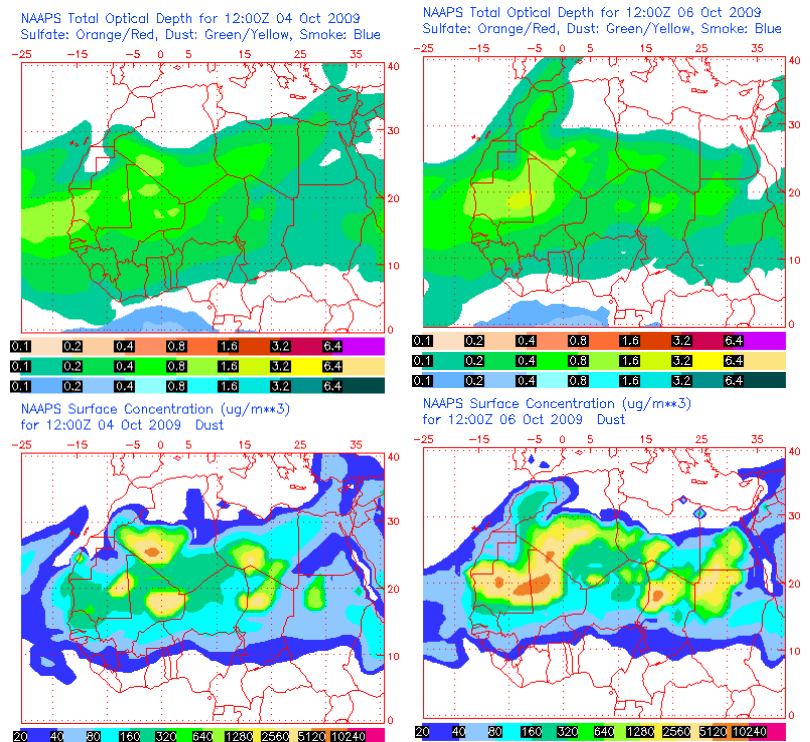 NAAPS Total Optical Depth for 12:00Z 04 Oct 2009
Sulfate: Orange/Red, Dust: Green/Yellow, Smoke: Blue
-25 -15 -5 5 15 25 35
40
30
20
10
0
0.1 0.2 0.4 0.8 1.6 3.2 6.4
0.1 0.2 0.4 0.8 1.6 3.2 6.4
0.1 0.2 0.4 0.8 1.6 3.2 6.4
NAAPS Total Optical Depth for 12:00Z 06 Oct 2009
Sulfate: Orange/Red, Dust: Green/Yellow, Smoke: Blue
-25 -15 -10 -5 0 5 15 25 40
40
30
20
10
0
0.1 0.2 0.4 0.8 1.6 3.2 6.4
0.1 0.2 0.4 0.8 1.6 3.2 6.4
0.1 0.2 0.4 0.8 1.6 3.2 6.4
NAAPS Surface Concentration (ug/m**3)
for 12:00Z 04 Oct 2009 Dust
-25 -15 -5 0 5 15 25 35
40
30
20
10
0
20 40 80 160 320 640 1280 2560 5120 10240
NAAPS Surface Concentration (ug/m**3)
for 12:00Z 06 Oct 2009 Dust
-25 -15 -10 -5 0 5 15 25 40
40
30
20
10
0
20 40 80 160 320 640 1280 2560 5120 10240